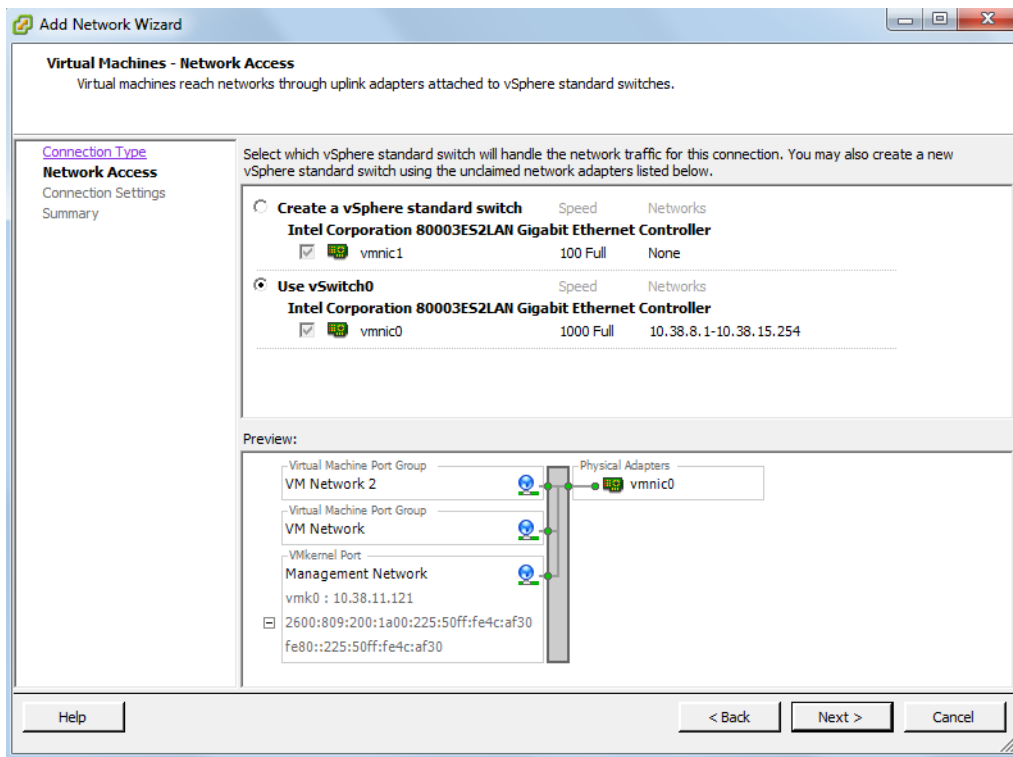 Add Network Wizard
Virtual Machines - Network Access
Virtual machines reach networks through uplink adapters attached to vSphere standard switches.
Connection Type
Network Access
Connection Settings
Summary
Select which vSphere standard switch will handle the network traffic for this connection. You may also create a new
vSphere standard switch using the unclaimed network adapters listed below.
Create a vSphere standard switch Speed Networks
Intel Corporation 80003ES2LAN Gigabit Ethernet Controller
vmnic1 100 Full None
Use vSwitch0 Speed Networks
Intel Corporation 80003ES2LAN Gigabit Ethernet Controller
vmnic0 1000 Full 10.38.8.1-10.38.15.254
Preview:
Virtual Machine Port Group
VM Network 2
Physical Adapters
vmnic0
Virtual Machine Port Group
VM Network
VMkernel Port
Management Network
vmk0 : 10.38.11.121
2600:809:200:1a00:225:50ff:fe4c:af30
fe80::225:50ff:fe4c:af30
Help
< Back
Next >
Cancel